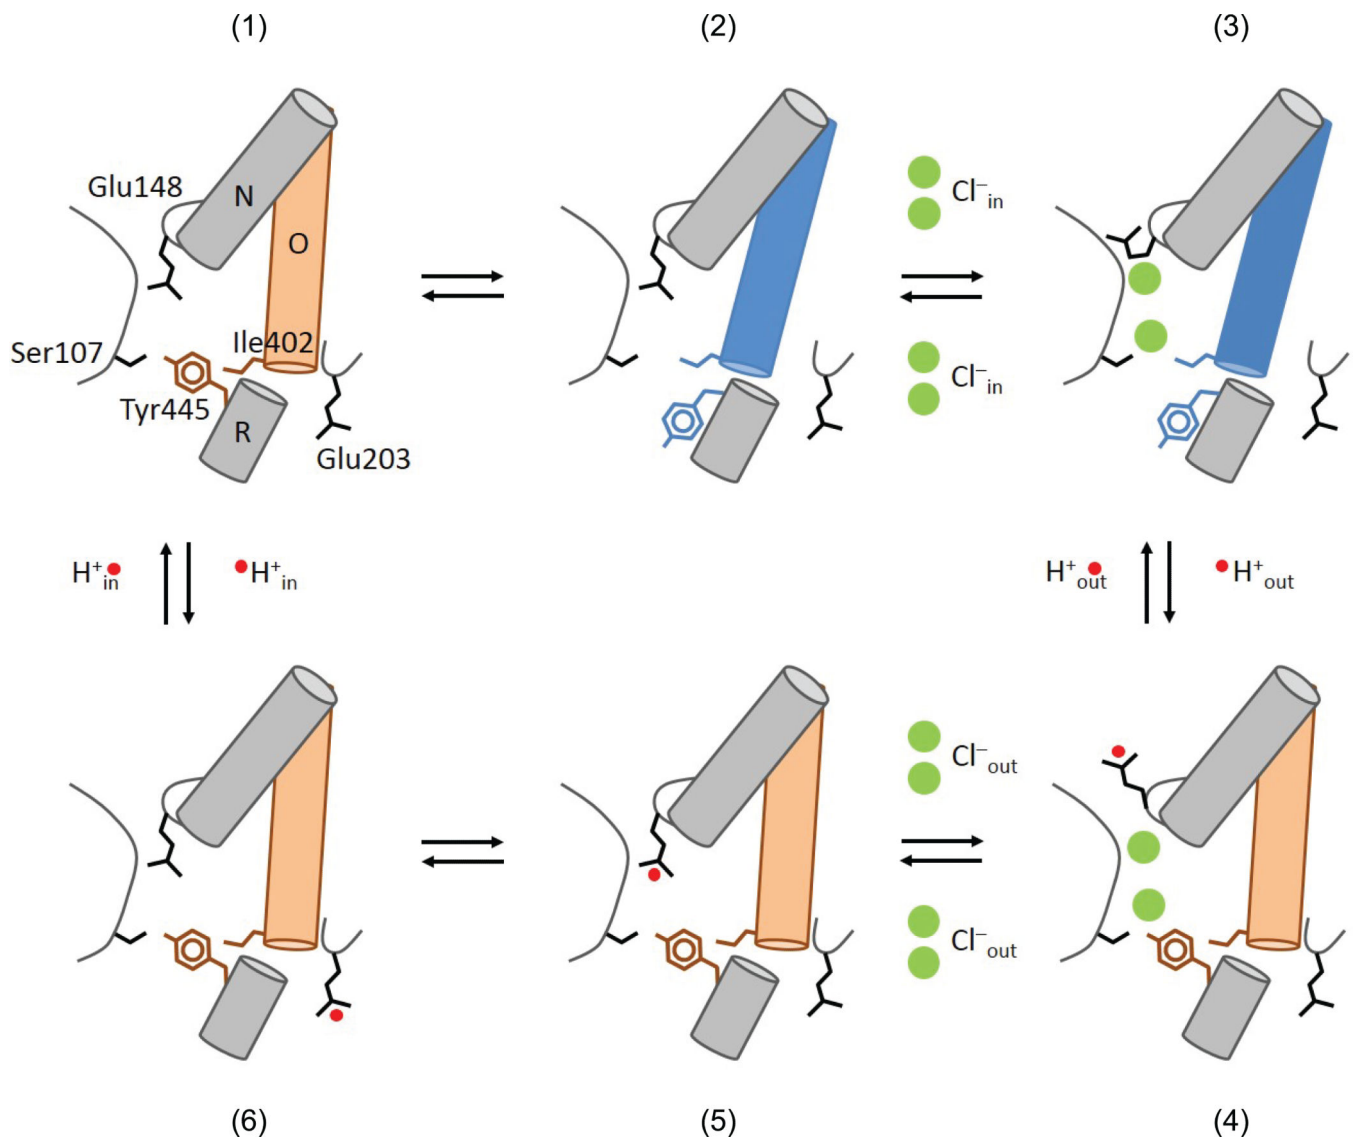 (1) (2) (3)
Glu148
N
O
Ser107
Ile402
Tyr445
R
Glu203
Cl⁻in
Cl⁻in
H⁺in
H⁺in
H⁺out
H⁺out
Cl⁻out
Cl⁻out
(6) (5) (4)